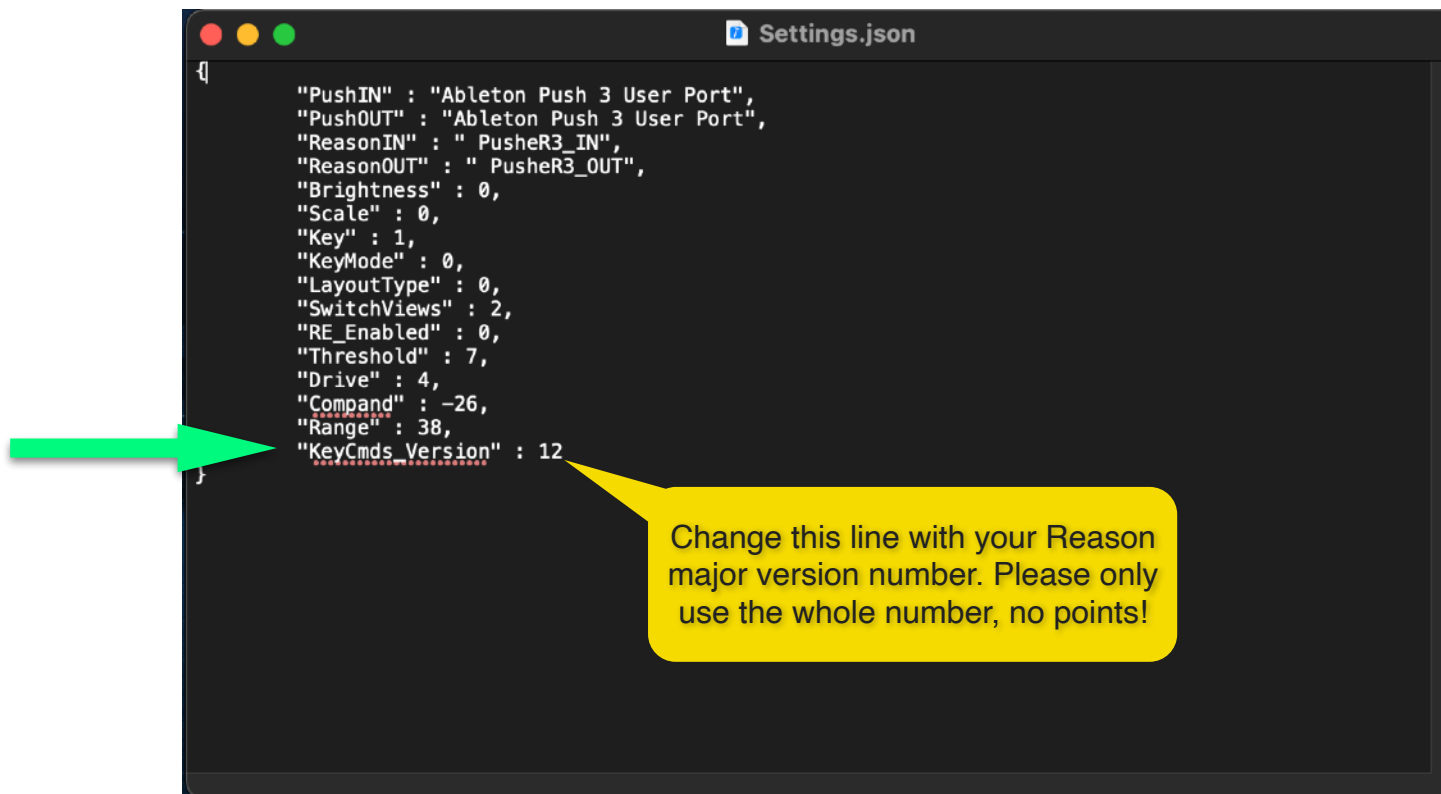 Settings.json
{
"PushIN" : "Ableton Push 3 User Port",
"PushOUT" : "Ableton Push 3 User Port",
"ReasonIN" : " PusheR3_IN",
"ReasonOUT" : " PusheR3_OUT",
"Brightness" : 0,
"Scale" : 0,
"Key" : 1,
"KeyMode" : 0,
"LayoutType" : 0,
"SwitchViews" : 2,
"RE_Enabled" : 0,
"Threshold" : 7,
"Drive" : 4,
"Compand" : -26,
"Range" : 38,
"KeyCmds_Version" : 12
}
Change this line with your Reason
major version number. Please only
use the whole number, no points!